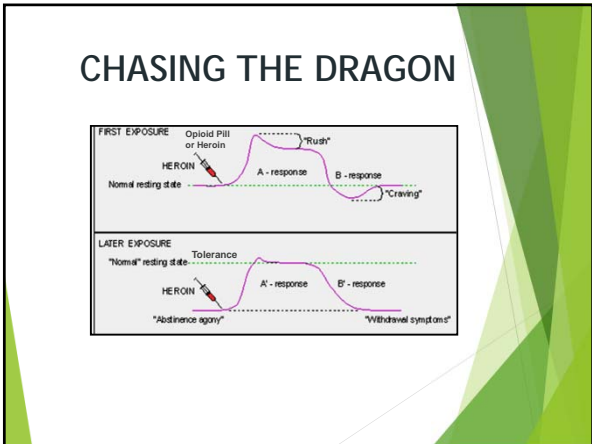 CHASING THE DRAGON
FIRST EXPOSURE
Opioid Pill
or Heroin
"Rush"
HEROIN
A - response
B - response
Normal resting state
"Craving"
LATER EXPOSURE
"Normal" resting state
Tolerance
HEROIN
A' - response
B' - response
"Abstinence agony"
"Withdrawal symptoms"